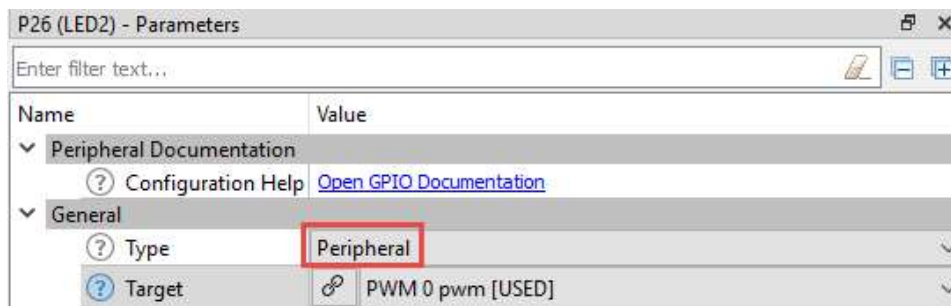 P26 (LED2) - Parameters
Enter filter text...
Name Value
Peripheral Documentation
Configuration Help Open GPIO Documentation
General
Type Peripheral
Target PWM 0 pwm [USED]